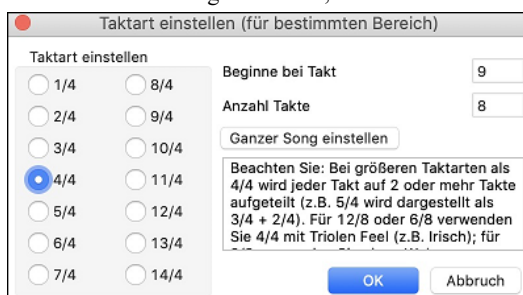 Taktart einstellen (für bestimmten Bereich)
Taktart einstellen
1/4 8/4
2/4 9/4
3/4 10/4
4/4 11/4
5/4 12/4
6/4 13/4
7/4 14/4
Beginne bei Takt 9
Anzahl Takte 8
Ganzer Song einstellen
Beachten Sie: Bei größeren Taktarten als
4/4 wird jeder Takt auf 2 oder mehr Takte
aufgeteilt (z.B. 5/4 wird dargestellt als
3/4 + 2/4). Für 12/8 oder 6/8 verwenden
Sie 4/4 mit Triolen Feel (z.B. Irisch); für
OK Abbruch